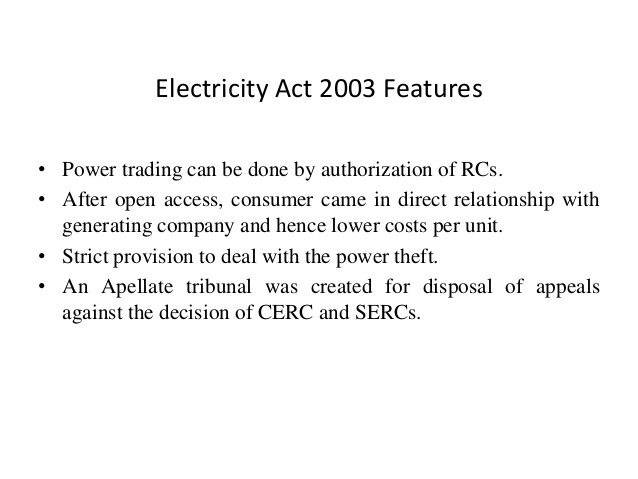 Electricity Act 2003 Features
• Power trading can be done by authorization of RCs.
• After open access, consumer came in direct relationship with
generating company and hence lower costs per unit.
• Strict provision to deal with the power theft.
• An Apellate tribunal was created for disposal of appeals
against the decision of CERC and SERCs.